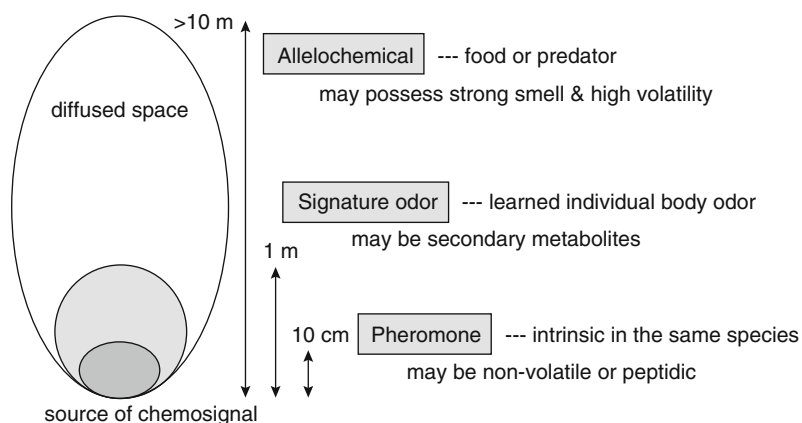 >10 m
Allelochemical --- food or predator
may possess strong smell & high volatility
diffused space
Signature odor --- learned individual body odor
may be secondary metabolites
1 m
10 cm Pheromone --- intrinsic in the same species
may be non-volatile or peptidic
source of chemosignal